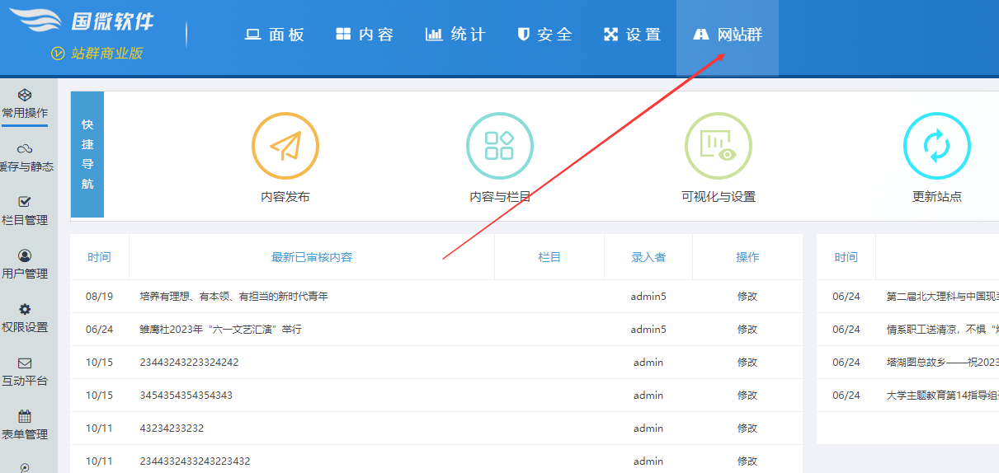 国微软件
站群商业版
面板 内容 统计 安全 设置 网站群
常用操作
缓存与静态
栏目管理
用户管理
权限设置
互动平台
表单管理
快捷导航
内容发布 内容与栏目 可视化与设置 更新站点
时间 最新已审核内容 栏目 录入者 操作
08/19 培养有理想、有本领、有担当的新时代青年 admin5 修改
06/24 雏鹰社2023年“六一文艺汇演”举行 admin5 修改
10/15 23443243223324242 admin 修改
10/15 3454354354354343 admin 修改
10/11 43234233232 admin 修改
10/11 2344332433243223432 admin 修改
时间
06/24 第二届北大理科与中国现
06/24 情系职工送清凉，不惧“
06/24 塔湖图总故乡——祝2023
06/24 大学主题教育第14指导组